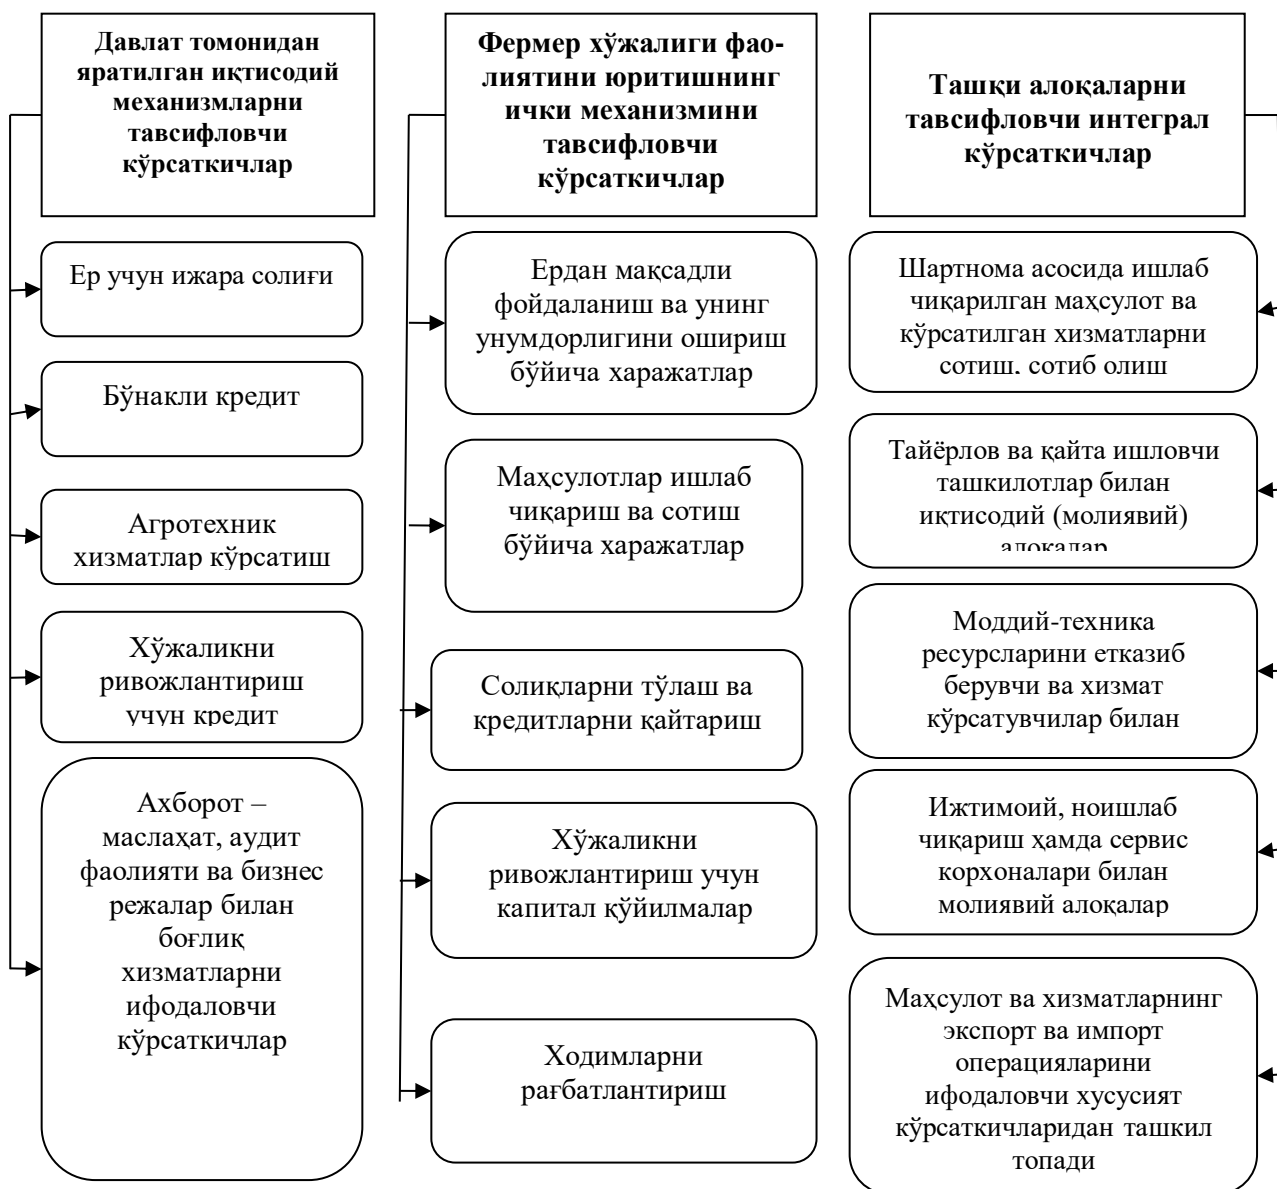 Давлат томонидан
яратилган иқтисодий
механизмларни
тавсифловчи
кўрсаткичлар
Ер учун ижара солиғи
Бўнакли кредит
Агротехник
хизматлар кўрсатиш
Хўжаликни
ривожлантириш
учун кредит
Ахборот –
маслаҳат, аудит
фаолияти ва бизнес
режалар билан
боғлиқ
хизматларни
ифодаловчи
кўрсаткичлар
Фермер хўжалиги фао-
лиятини юритишнинг
ички механизмини
тавсифловчи
кўрсаткичлар
Ердан мақсадли
фойдаланиш ва унинг
унумдорлигини ошириш
бўйича харажатлар
Маҳсулотлар ишлаб
чиқариш ва сотиш
бўйича харажатлар
Солиқларни тўлаш ва
кредитларни қайтариш
Хўжаликни
ривожлантириш учун
капитал қўйилмалар
Ходимларни
рағбатлантириш
Ташқи алоқаларни
тавсифловчи интеграл
кўрсаткичлар
Шартнома асосида ишлаб
чиқарилган маҳсулот ва
кўрсатилган хизматларни
сотиш, сотиб олиш
Тайёрлов ва қайта ишловчи
ташкилотлар билан
иқтисодий (молиявий)
алоқалар
Моддий-техника
ресурсларини етказиб
берувчи ва хизмат
кўрсатувчилар билан
Ижтимоий, ноишлаб
чиқариш ҳамда сервис
корхоналари билан
молиявий алоқалар
Маҳсулот ва хизматларнинг
экспорт ва импорт
операцияларини
ифодаловчи хусусият
кўрсаткичларидан ташкил
топади